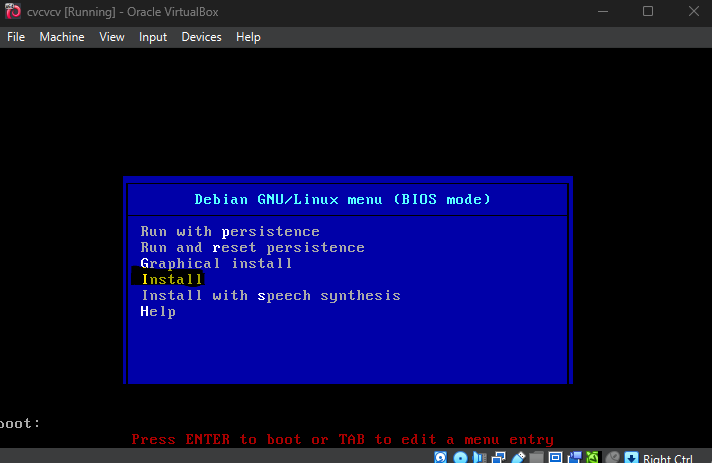 cvcvcv [Running] - Oracle VirtualBox
File Machine View Input Devices Help
Debian GNU/Linux menu (BIOS mode)
Run with persistence
Run and reset persistence
Graphical install
Install
Install with speech synthesis
Help
boot:
Press ENTER to boot or TAB to edit a menu entry
Right Ctrl